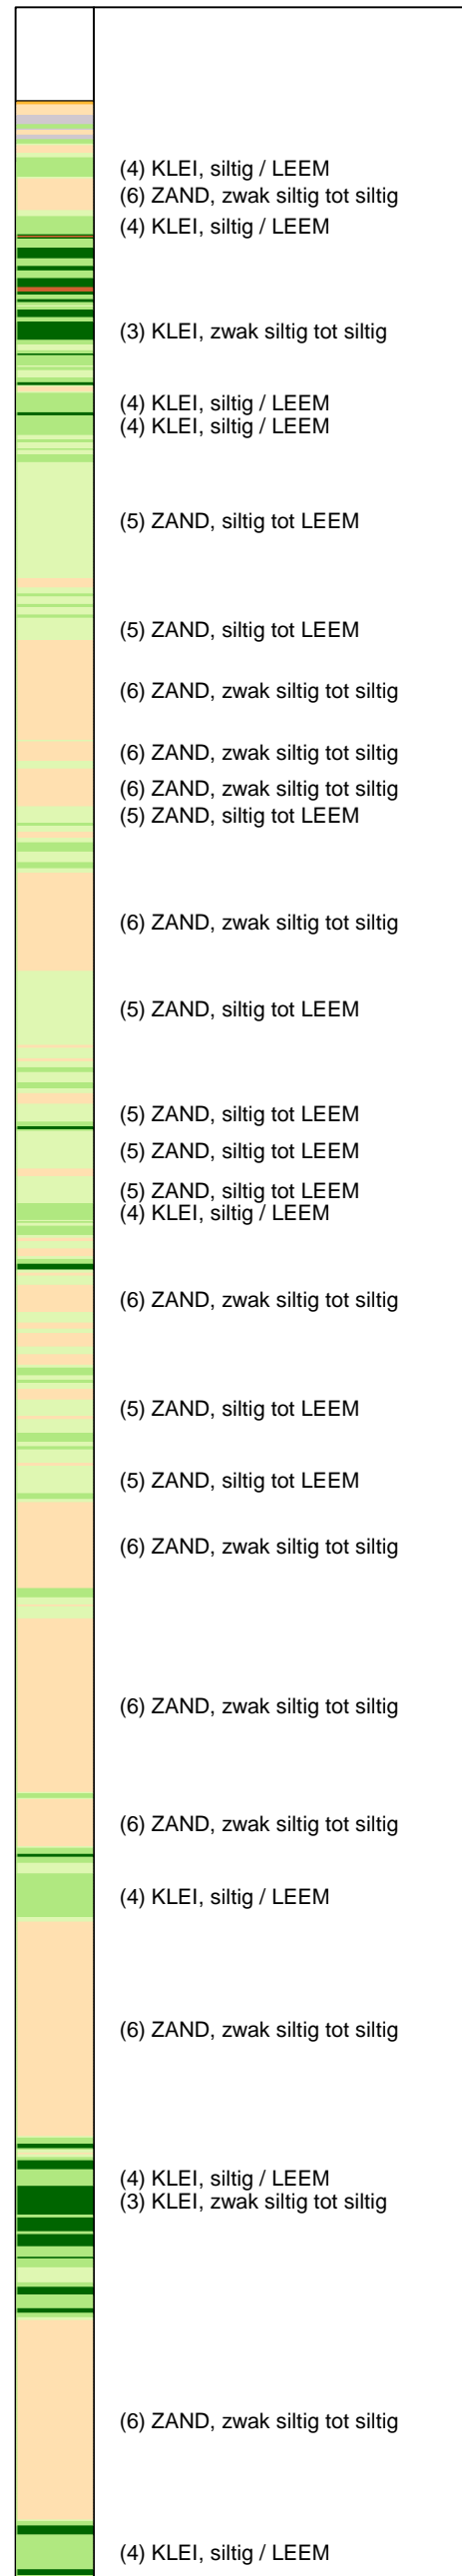 (4) KLEI, siltig / LEEM
(6) ZAND, zwak siltig tot siltig
(4) KLEI, siltig / LEEM
(3) KLEI, zwak siltig tot siltig
(4) KLEI, siltig / LEEM
(4) KLEI, siltig / LEEM
(5) ZAND, siltig tot LEEM
(5) ZAND, siltig tot LEEM
(6) ZAND, zwak siltig tot siltig
(6) ZAND, zwak siltig tot siltig
(6) ZAND, zwak siltig tot siltig
(5) ZAND, siltig tot LEEM
(6) ZAND, zwak siltig tot siltig
(5) ZAND, siltig tot LEEM
(5) ZAND, siltig tot LEEM
(5) ZAND, siltig tot LEEM
(5) ZAND, siltig tot LEEM
(4) KLEI, siltig / LEEM
(6) ZAND, zwak siltig tot siltig
(5) ZAND, siltig tot LEEM
(5) ZAND, siltig tot LEEM
(6) ZAND, zwak siltig tot siltig
(6) ZAND, zwak siltig tot siltig
(6) ZAND, zwak siltig tot siltig
(4) KLEI, siltig / LEEM
(6) ZAND, zwak siltig tot siltig
(4) KLEI, siltig / LEEM
(3) KLEI, zwak siltig tot siltig
(6) ZAND, zwak siltig tot siltig
(4) KLEI, siltig / LEEM